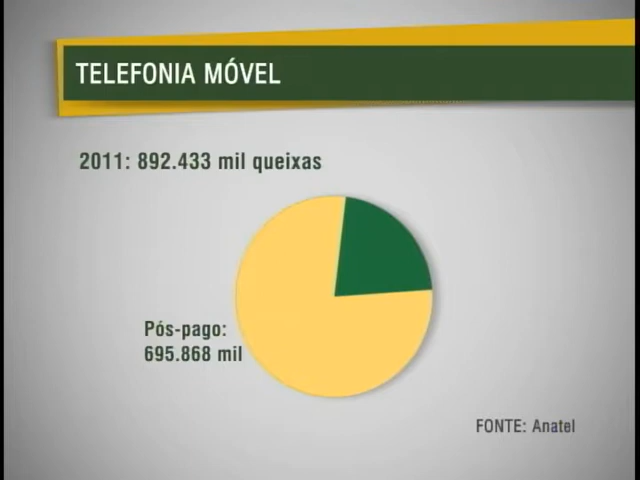 TELEFONIA MÓVEL
2011: 892.433 mil queixas
Pós-pago:
695.868 mil
FONTE: Anatel